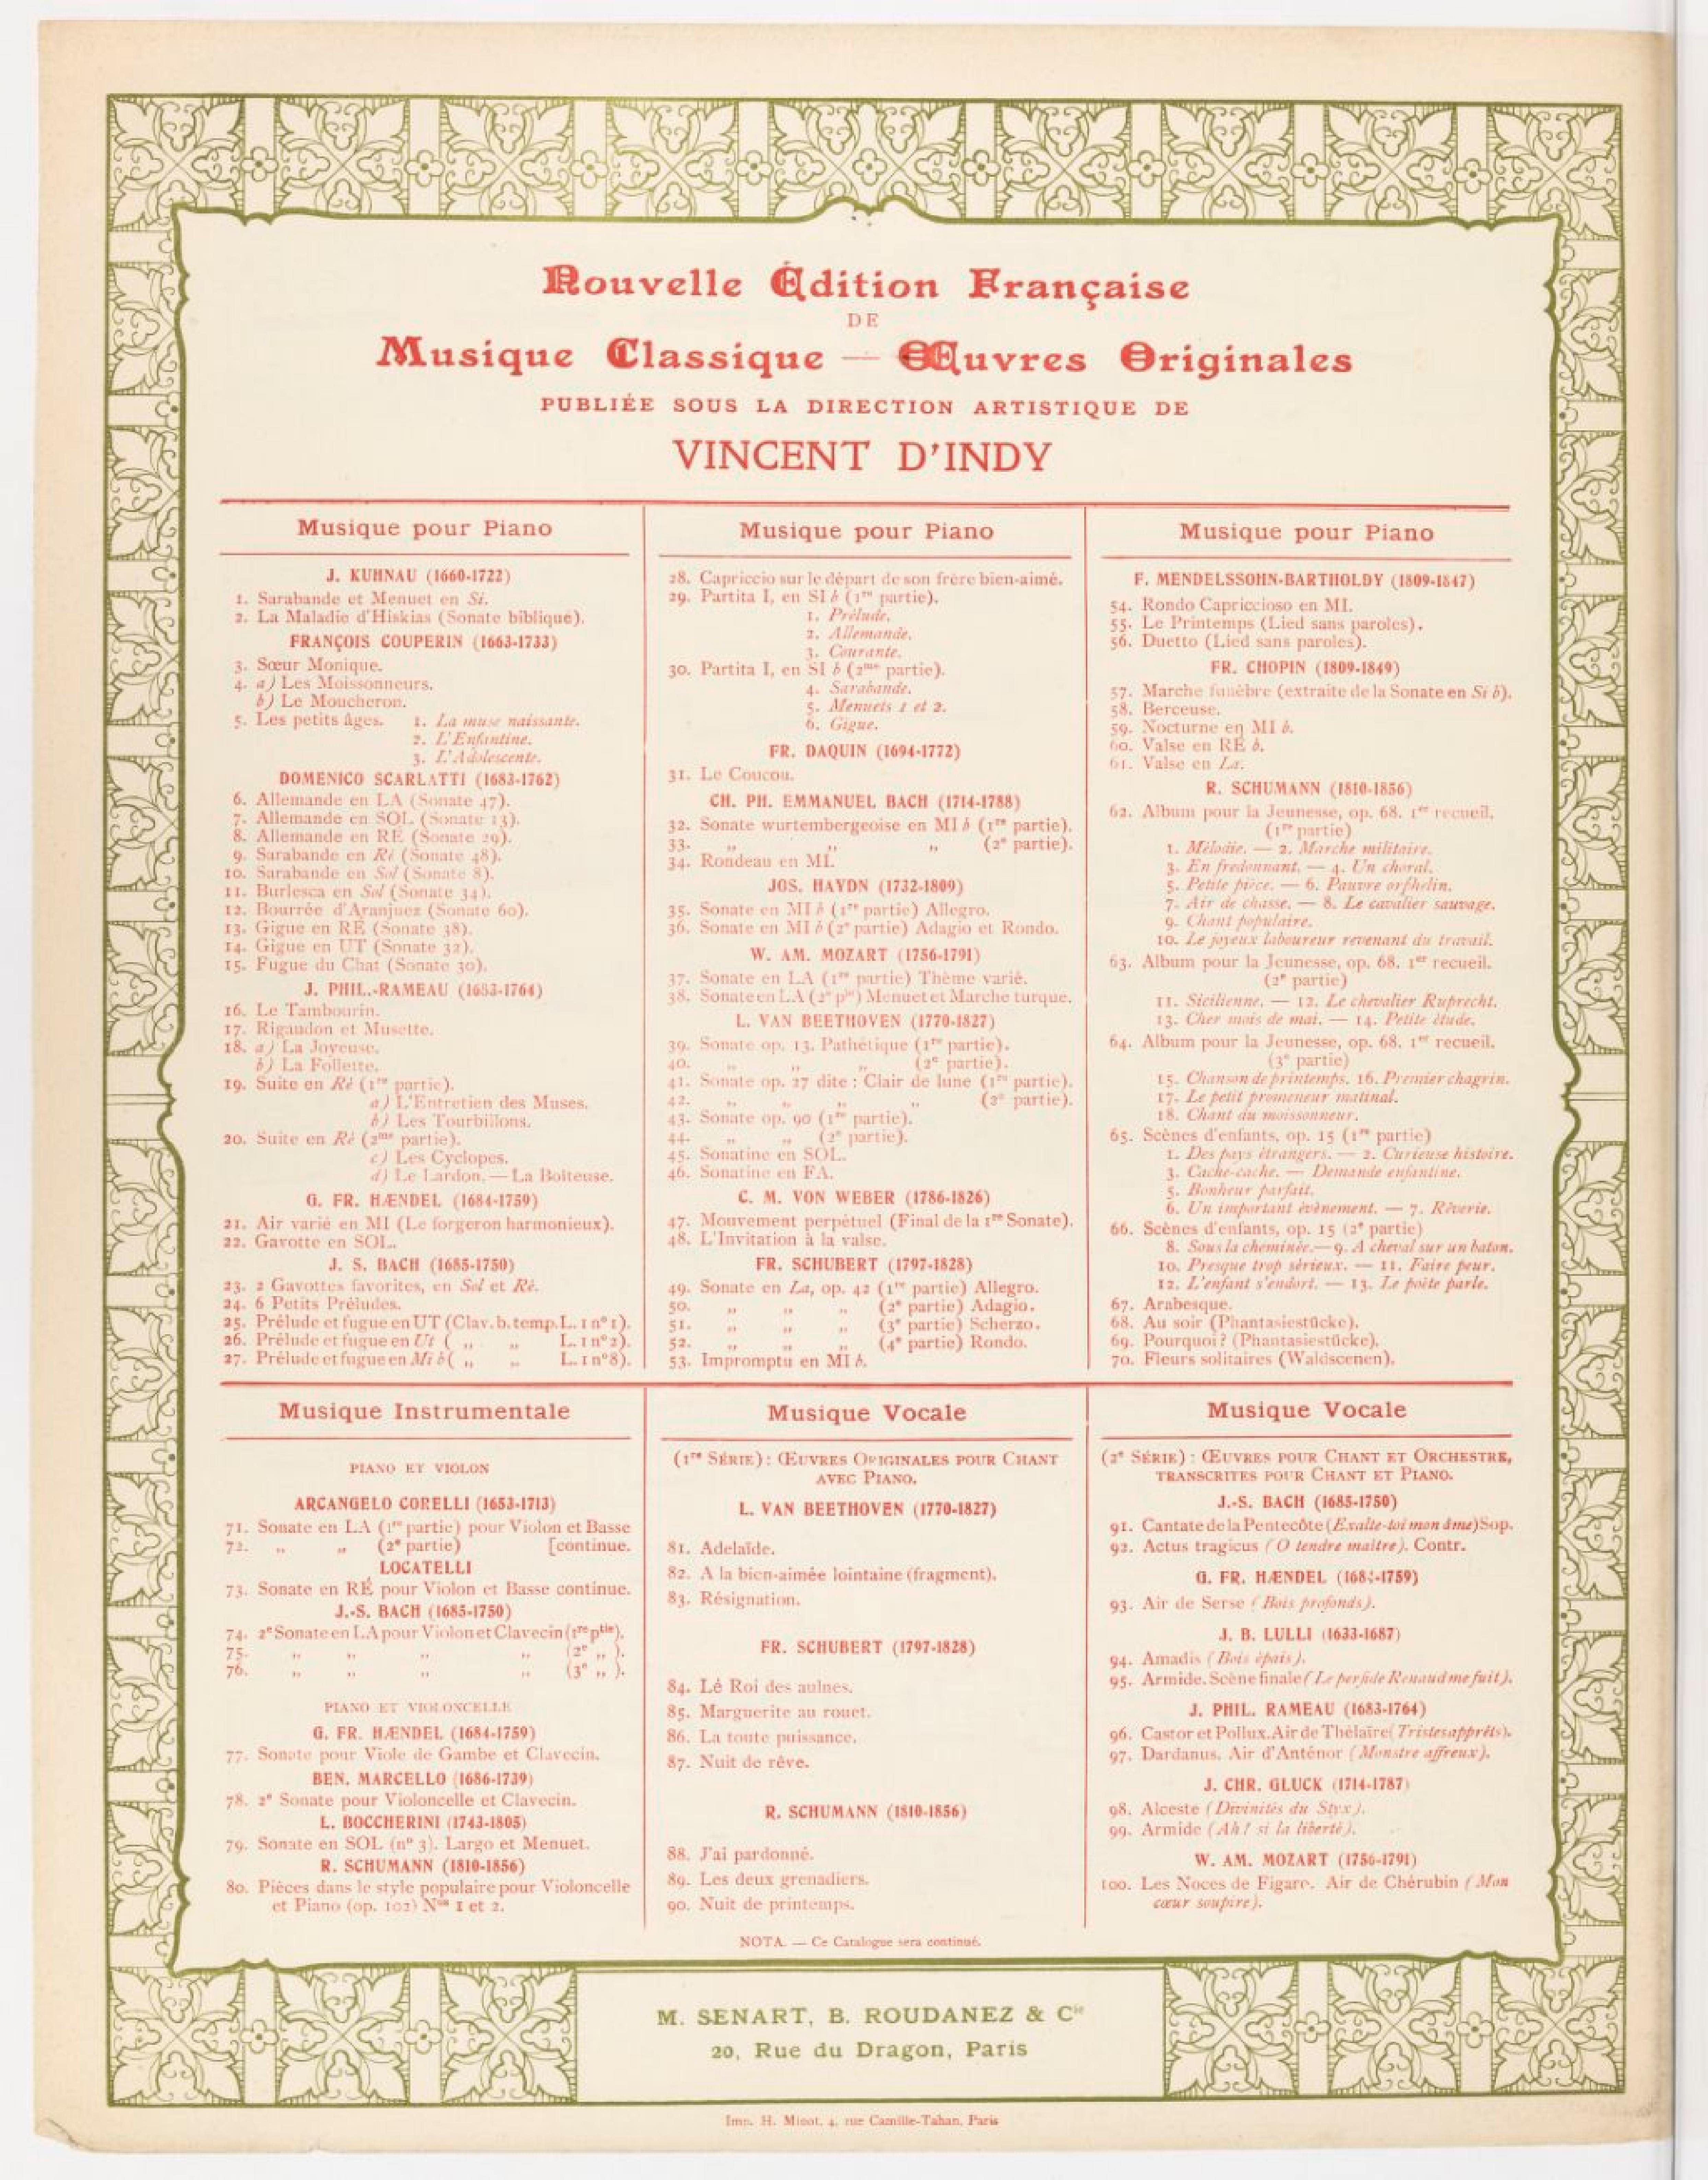 Nouvelle Édition Française
DE
Musique Classique — Œuvres Originales
PUBLIÉE SOUS LA DIRECTION ARTISTIQUE DE
VINCENT D'INDY
Musique pour Piano
J. KUHNAU (1660-1722)
1. Sarabande et Menuet en Si.
2. La Maladie d'Hiskias (Sonate biblique).
FRANÇOIS COUPERIN (1663-1733)
3. Sœur Monique.
4. a) Les Moissonneurs.
b) Le Moucheron.
5. Les petits âges. 1. La muse naissante.
2. L'Enfantine.
3. L'Adolescente.
DOMENICO SCARLATTI (1683-1762)
6. Allemande en LA (Sonate 47).
7. Allemande en SOL (Sonate 13).
8. Allemande en RÉ (Sonate 29).
9. Sarabande en Ré (Sonate 48).
10. Sarabande en Sol (Sonate 8).
11. Burlesca en Sol (Sonate 34).
12. Bourrée d'Aranjuez (Sonate 60).
13. Gigue en RÉ (Sonate 38).
14. Gigue en UT (Sonate 32).
15. Fugue du Chat (Sonate 30).
J. PHIL.-RAMEAU (1683-1764)
16. Le Tambourin.
17. Rigaudon et Musette.
18. a) La Joyeuse.
b) La Follette.
19. Suite en Ré (1re partie).
a) L'Entretien des Muses.
b) Les Tourbillons.
20. Suite en Ré (2me partie).
c) Les Cyclopes.
d) Le Lardon. — La Boîteuse.
G. FR. HÆNDEL (1684-1759)
21. Air varié en MI (Le forgeron harmonieux).
22. Gavotte en SOL.
J. S. BACH (1685-1750)
23. 2 Gavottes favorites, en Sol et Ré.
24. 6 Petits Préludes.
25. Prélude et fugue en UT (Clav. b. temp. L. 1 n° 1).
26. Prélude et fugue en Ut ( „ „ L. 1 n° 2).
27. Prélude et fugue en Mi b ( „ „ L. 1 n° 8).
Musique pour Piano
28. Capriccio sur le départ de son frère bien-aimé.
29. Partita I, en SI b (1re partie).
1. Prélude.
2. Allemande.
3. Courante.
30. Partita I, en SI b (2me partie).
4. Sarabande.
5. Menuets 1 et 2.
6. Gigue.
FR. DAQUIN (1694-1772)
31. Le Coucou.
CH. PH. EMMANUEL BACH (1714-1788)
32. Sonate wurtembergeoise en MI b (1re partie).
33. „ „ „ (2e partie).
34. Rondeau en MI.
JOS. HAYDN (1732-1809)
35. Sonate en MI b (1re partie) Allegro.
36. Sonate en MI b (2e partie) Adagio et Rondo.
W. AM. MOZART (1756-1791)
37. Sonate en LA (1re partie) Thème varié.
38. Sonate en LA (2e pie) Menuet et Marche turque.
L. VAN BEETHOVEN (1770-1827)
39. Sonate op. 13. Pathétique (1re partie).
40. „ „ „ (2e partie).
41. Sonate op. 27 dite : Clair de lune (1re partie).
42. „ „ „ „ (2e partie).
43. Sonate op. 90 (1re partie).
44. „ „ (2e partie).
45. Sonatine en SOL.
46. Sonatine en FA.
C. M. VON WEBER (1786-1826)
47. Mouvement perpétuel (Final de la 1re Sonate).
48. L'Invitation à la valse.
FR. SCHUBERT (1797-1828)
49. Sonate en La, op. 42 (1re partie) Allegro.
50. „ „ „ (2e partie) Adagio.
51. „ „ „ (3e partie) Scherzo.
52. „ „ „ (4e partie) Rondo.
53. Impromptu en MI b.
Musique pour Piano
F. MENDELSSOHN-BARTHOLDY (1809-1847)
54. Rondo Capriccioso en MI.
55. Le Printemps (Lied sans paroles).
56. Duetto (Lied sans paroles).
FR. CHOPIN (1809-1849)
57. Marche funèbre (extraite de la Sonate en Si b).
58. Berceuse.
59. Nocturne en MI b.
60. Valse en RÉ b.
61. Valse en La.
R. SCHUMANN (1810-1856)
62. Album pour la Jeunesse, op. 68. 1er recueil.
(1re partie)
1. Mélodie. — 2. Marche militaire.
3. En fredonnant. — 4. Un choral.
5. Petite pièce. — 6. Pauvre orphelin.
7. Air de chasse. — 8. Le cavalier sauvage.
9. Chant populaire.
10. Le joyeux laboureur revenant du travail.
63. Album pour la Jeunesse, op. 68. 1er recueil.
(2e partie)
11. Sicilienne. — 12. Le chevalier Ruprecht.
13. Cher mois de mai. — 14. Petite étude.
64. Album pour la Jeunesse, op. 68. 1er recueil.
(3e partie)
15. Chanson de printemps. 16. Premier chagrin.
17. Le petit promeneur matinal.
18. Chant du moissonneur.
65. Scènes d'enfants, op. 15 (1re partie)
1. Des pays étrangers. — 2. Curieuse histoire.
3. Cache-cache. — Demande enfantine.
5. Bonheur parfait.
6. Un important évènement. — 7. Rêverie.
66. Scènes d'enfants, op. 15 (2e partie)
8. Sous la cheminée. — 9. A cheval sur un baton.
10. Presque trop sérieux. — 11. Faire peur.
12. L'enfant s'endort. — 13. Le poète parle.
67. Arabesque.
68. Au soir (Phantasiestücke).
69. Pourquoi ? (Phantasiestücke).
70. Fleurs solitaires (Waldscenen).
Musique Instrumentale
PIANO ET VIOLON
ARCANGELO CORELLI (1653-1713)
71. Sonate en LA (1re partie) pour Violon et Basse
72. „ „ (2e partie) [continue.
LOCATELLI
73. Sonate en RÉ pour Violon et Basse continue.
J.-S. BACH (1685-1750)
74. 2e Sonate en LA pour Violon et Clavecin (1re ptie).
75. „ „ „ „ (2e „ ).
76. „ „ „ „ (3e „ ).
PIANO ET VIOLONCELLE
G. FR. HÆNDEL (1684-1759)
77. Sonate pour Viole de Gambe et Clavecin.
BEN. MARCELLO (1686-1739)
78. 2e Sonate pour Violoncelle et Clavecin.
L. BOCCHERINI (1743-1805)
79. Sonate en SOL (n° 3). Largo et Menuet.
R. SCHUMANN (1810-1856)
80. Pièces dans le style populaire pour Violoncelle
et Piano (op. 102) Nos 1 et 2.
Musique Vocale
(1re SÉRIE) : ŒUVRES ORIGINALES POUR CHANT
AVEC PIANO.
L. VAN BEETHOVEN (1770-1827)
81. Adelaïde.
82. A la bien-aimée lointaine (fragment).
83. Résignation.
FR. SCHUBERT (1797-1828)
84. Le Roi des aulnes.
85. Marguerite au rouet.
86. La toute puissance.
87. Nuit de rêve.
R. SCHUMANN (1810-1856)
88. J'ai pardonné.
89. Les deux grenadiers.
90. Nuit de printemps.
Musique Vocale
(2e SÉRIE) : ŒUVRES POUR CHANT ET ORCHESTRE,
TRANSCRITES POUR CHANT ET PIANO.
J.-S. BACH (1685-1750)
91. Cantate de la Pentecôte (Exalte-toi mon âme) Sop.
92. Actus tragicus (O tendre maître). Contr.
G. FR. HÆNDEL (1684-1759)
93. Air de Serse (Bois profonds).
J. B. LULLI (1633-1687)
94. Amadis (Bois épais).
95. Armide. Scène finale (Le perfide Renaud me fuit).
J. PHIL. RAMEAU (1683-1764)
96. Castor et Pollux. Air de Thélaïre (Tristes apprêts).
97. Dardanus. Air d'Anténor (Monstre affreux).
J. CHR. GLUCK (1714-1787)
98. Alceste (Divinités du Styx).
99. Armide (Ah ! si la liberté).
W. AM. MOZART (1756-1791)
100. Les Noces de Figaro. Air de Chérubin (Mon
cœur soupire).
NOTA. — Ce Catalogue sera continué.
M. SENART, B. ROUDANEZ & Cie
20, Rue du Dragon, Paris
Imp. H. Minot, 4, rue Camille-Tahan, Paris